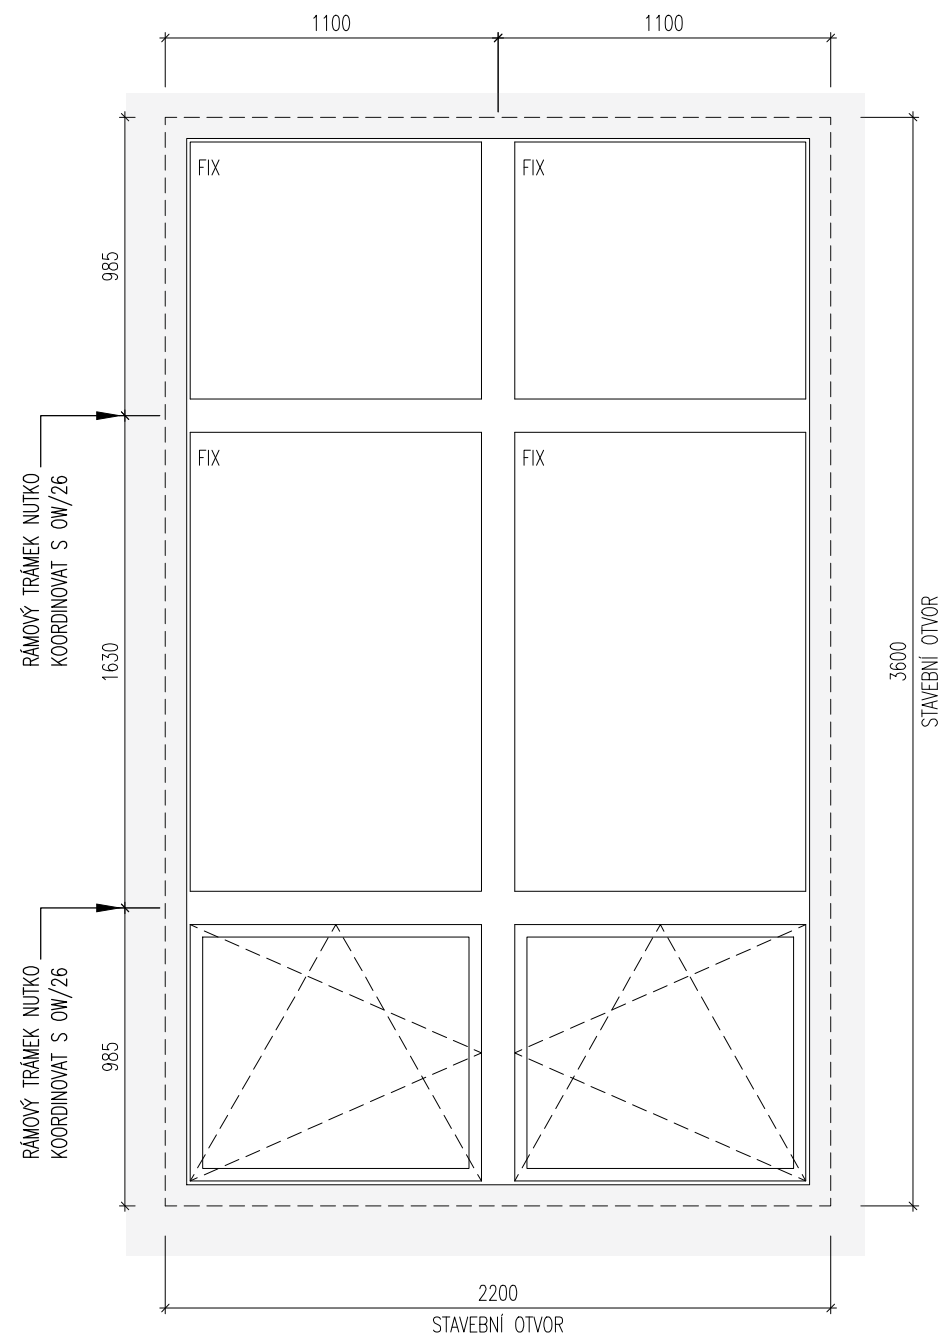 1100
1100
FIX
FIX
985
FIX
FIX
RÁMOVÝ TRÁMEK NUTKO
KOORDINOVAT S OW/26
1630
3600
STAVEBNÍ OTVOR
RÁMOVÝ TRÁMEK NUTKO
KOORDINOVAT S OW/26
985
2200
STAVEBNÍ OTVOR